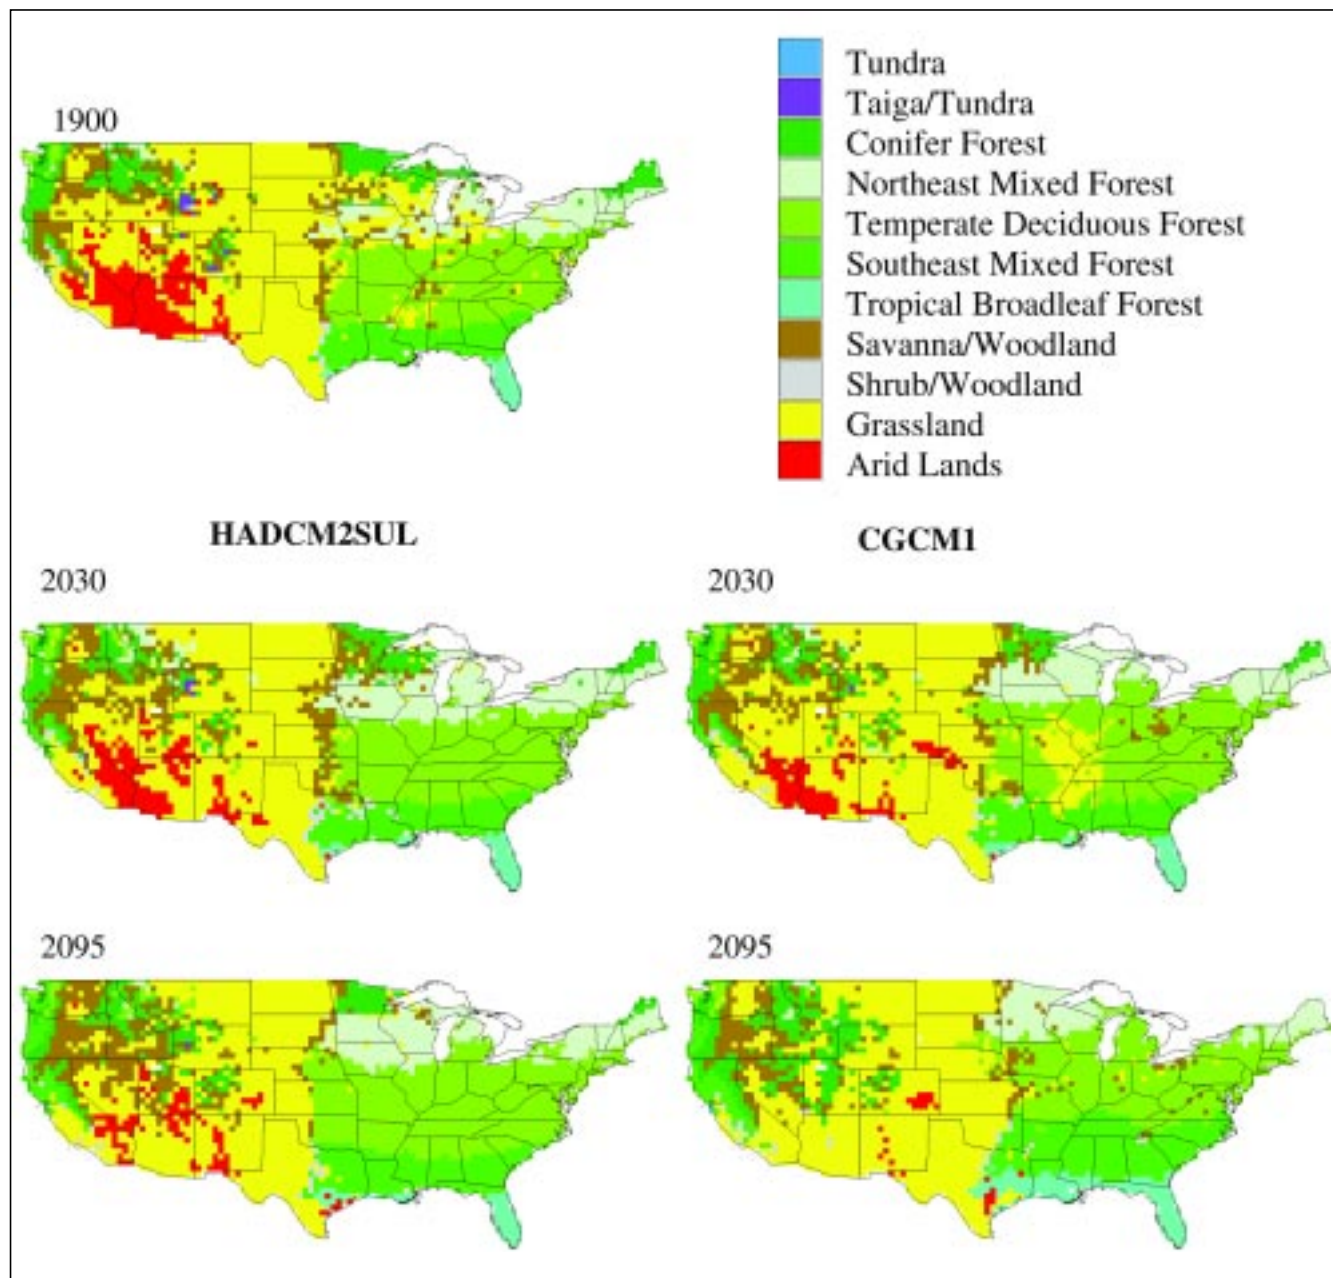 1900
Tundra
Taiga/Tundra
Conifer Forest
Northeast Mixed Forest
Temperate Deciduous Forest
Southeast Mixed Forest
Tropical Broadleaf Forest
Savanna/Woodland
Shrub/Woodland
Grassland
Arid Lands
HADCM2SUL
CGCM1
2030
2030
2095
2095